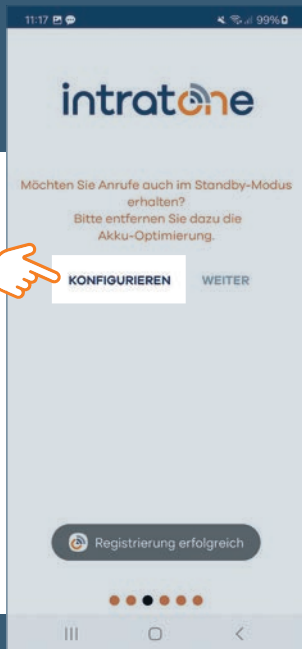 11:17 99%
intratone
Möchten Sie Anrufe auch im Standby-Modus
erhalten?
Bitte entfernen Sie dazu die
Akku-Optimierung.
KONFIGURIEREN WEITER
Registrierung erfolgreich